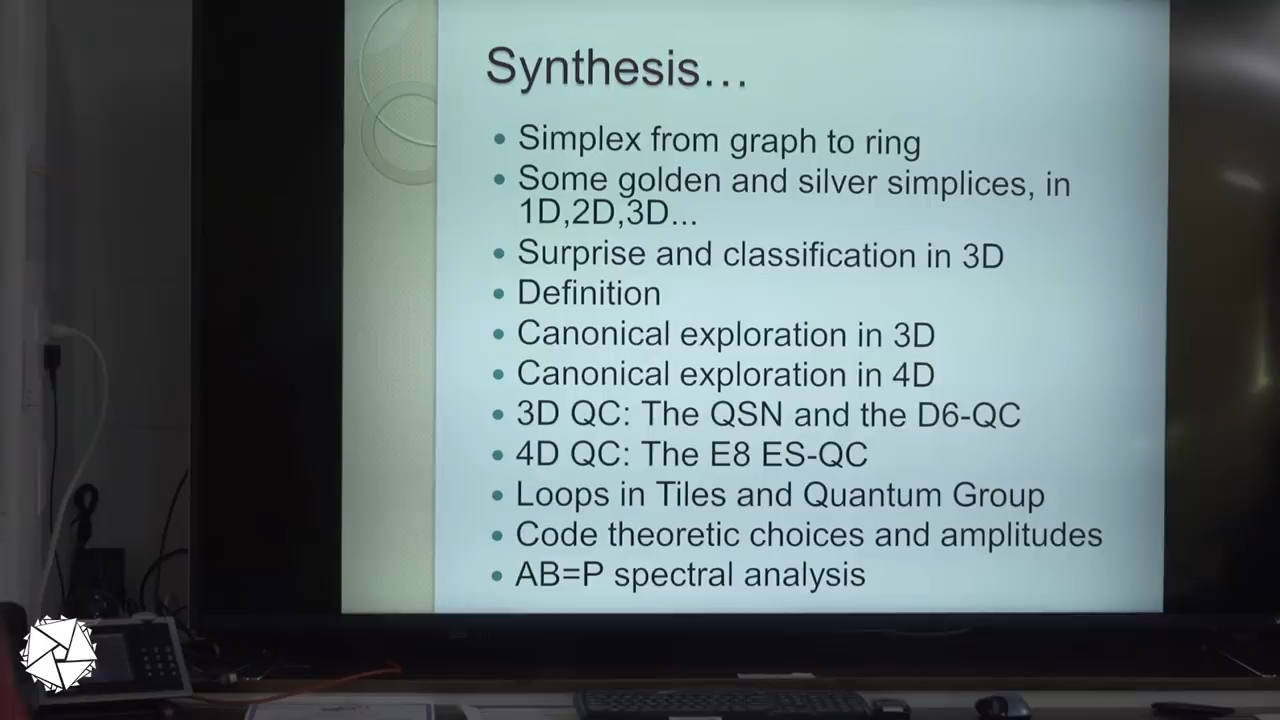 Synthesis...
• Simplex from graph to ring
• Some golden and silver simplices, in
1D,2D,3D...
• Surprise and classification in 3D
• Definition
• Canonical exploration in 3D
• Canonical exploration in 4D
• 3D QC: The QSN and the D6-QC
• 4D QC: The E8 ES-QC
• Loops in Tiles and Quantum Group
• Code theoretic choices and amplitudes
• AB=P spectral analysis